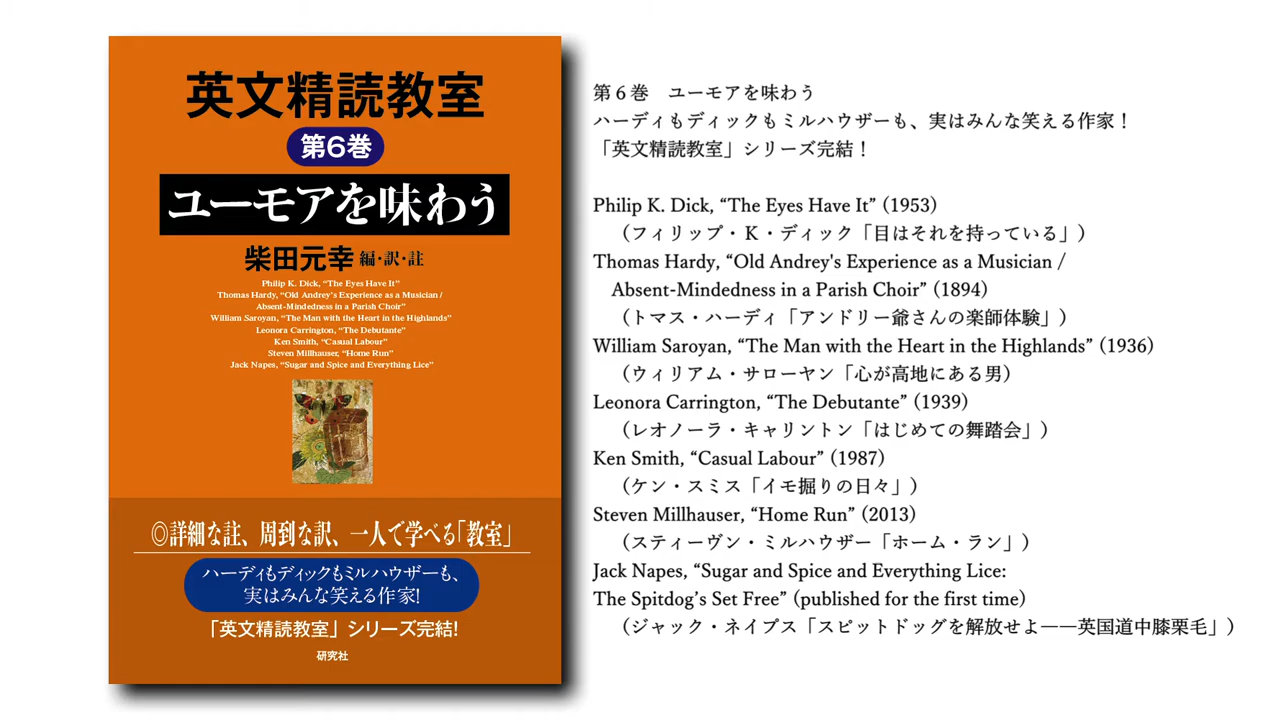 英文精読教室
第6巻
ユーモアを味わう
柴田元幸 編・訳・註
Philip K. Dick, “The Eyes Have It”
Thomas Hardy, “Old Andrey’s Experience as a Musician /
Absent-Mindedness in a Parish Choir”
William Saroyan, “The Man with the Heart in the Highlands”
Leonora Carrington, “The Debutante”
Ken Smith, “Casual Labour”
Steven Millhauser, “Home Run”
Jack Napes, “Sugar and Spice and Everything Lice”
◎詳細な註、周到な訳、一人で学べる「教室」
ハーディもディックもミルハウザーも、
実はみんな笑える作家!
「英文精読教室」シリーズ完結!
研究社
第６巻　ユーモアを味わう
ハーディもディックもミルハウザーも、実はみんな笑える作家！
「英文精読教室」シリーズ完結！
Philip K. Dick, “The Eyes Have It” (1953)
（フィリップ・Ｋ・ディック「目はそれを持っている」）
Thomas Hardy, “Old Andrey's Experience as a Musician /
Absent-Mindedness in a Parish Choir” (1894)
（トマス・ハーディ「アンドリー爺さんの楽師体験」）
William Saroyan, “The Man with the Heart in the Highlands” (1936)
（ウィリアム・サローヤン「心が高地にある男）
Leonora Carrington, “The Debutante” (1939)
（レオノーラ・キャリントン「はじめての舞踏会」）
Ken Smith, “Casual Labour” (1987)
（ケン・スミス「イモ掘りの日々」）
Steven Millhauser, “Home Run” (2013)
（スティーヴン・ミルハウザー「ホーム・ラン」）
Jack Napes, “Sugar and Spice and Everything Lice:
The Spitdog’s Set Free” (published for the first time)
（ジャック・ネイプス「スピットドッグを解放せよ――英国道中膝栗毛」）